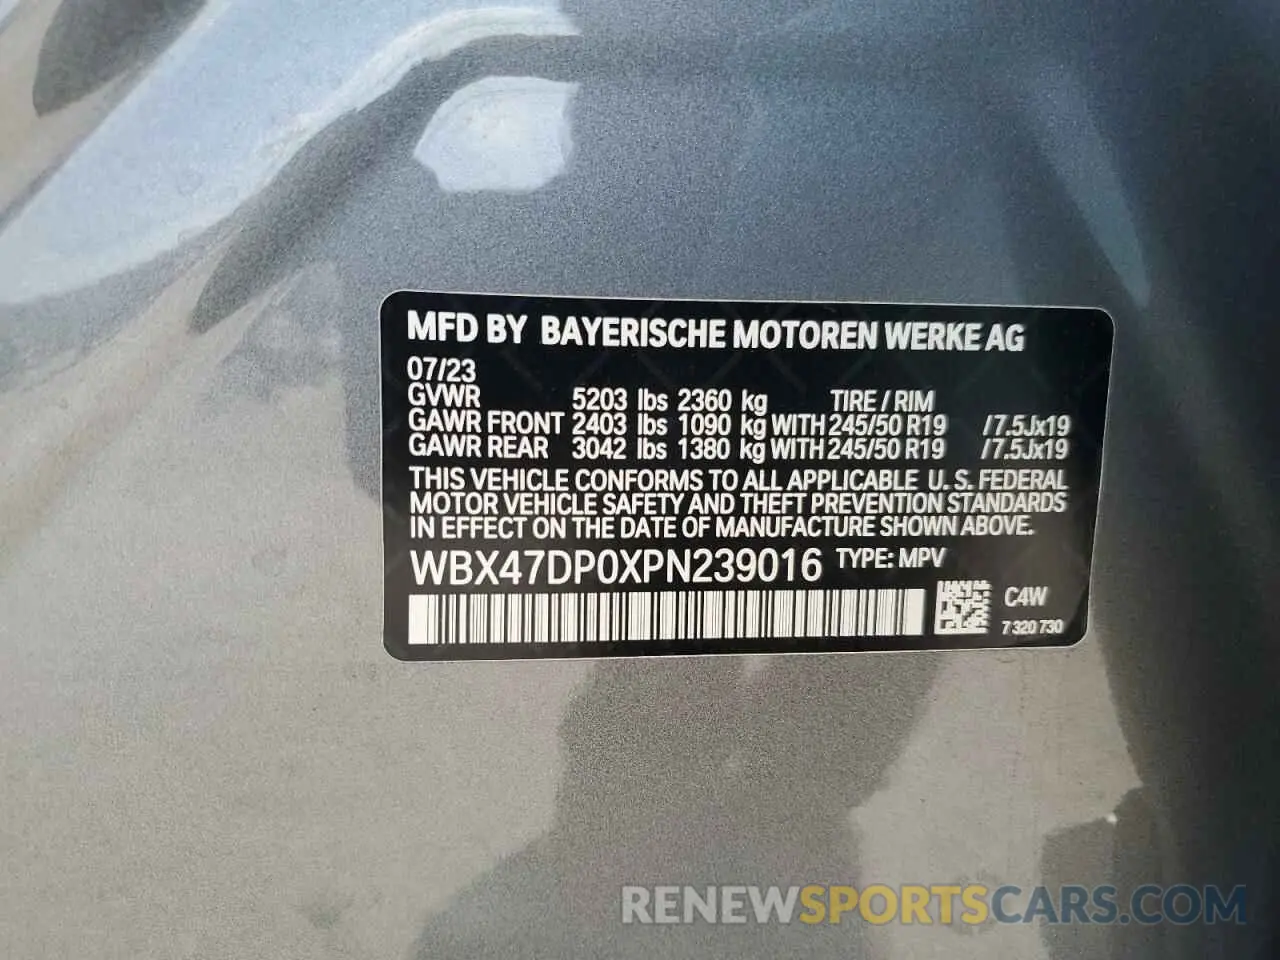 MFD BY BAYERISCHE MOTOREN WERKE AG
07/23
GVWR 5203 lbs 2360 kg TIRE / RIM
GAWR FRONT 2403 lbs 1090 kg WITH 245/50 R19 / 7.5Jx19
GAWR REAR 3042 lbs 1380 kg WITH 245/50 R19 / 7.5Jx19
THIS VEHICLE CONFORMS TO ALL APPLICABLE U. S. FEDERAL
MOTOR VEHICLE SAFETY AND THEFT PREVENTION STANDARDS
IN EFFECT ON THE DATE OF MANUFACTURE SHOWN ABOVE.
WBX47DP0XPN239016 TYPE: MPV
C4W
7 320 730
RENEWSPORTSCARS.COM